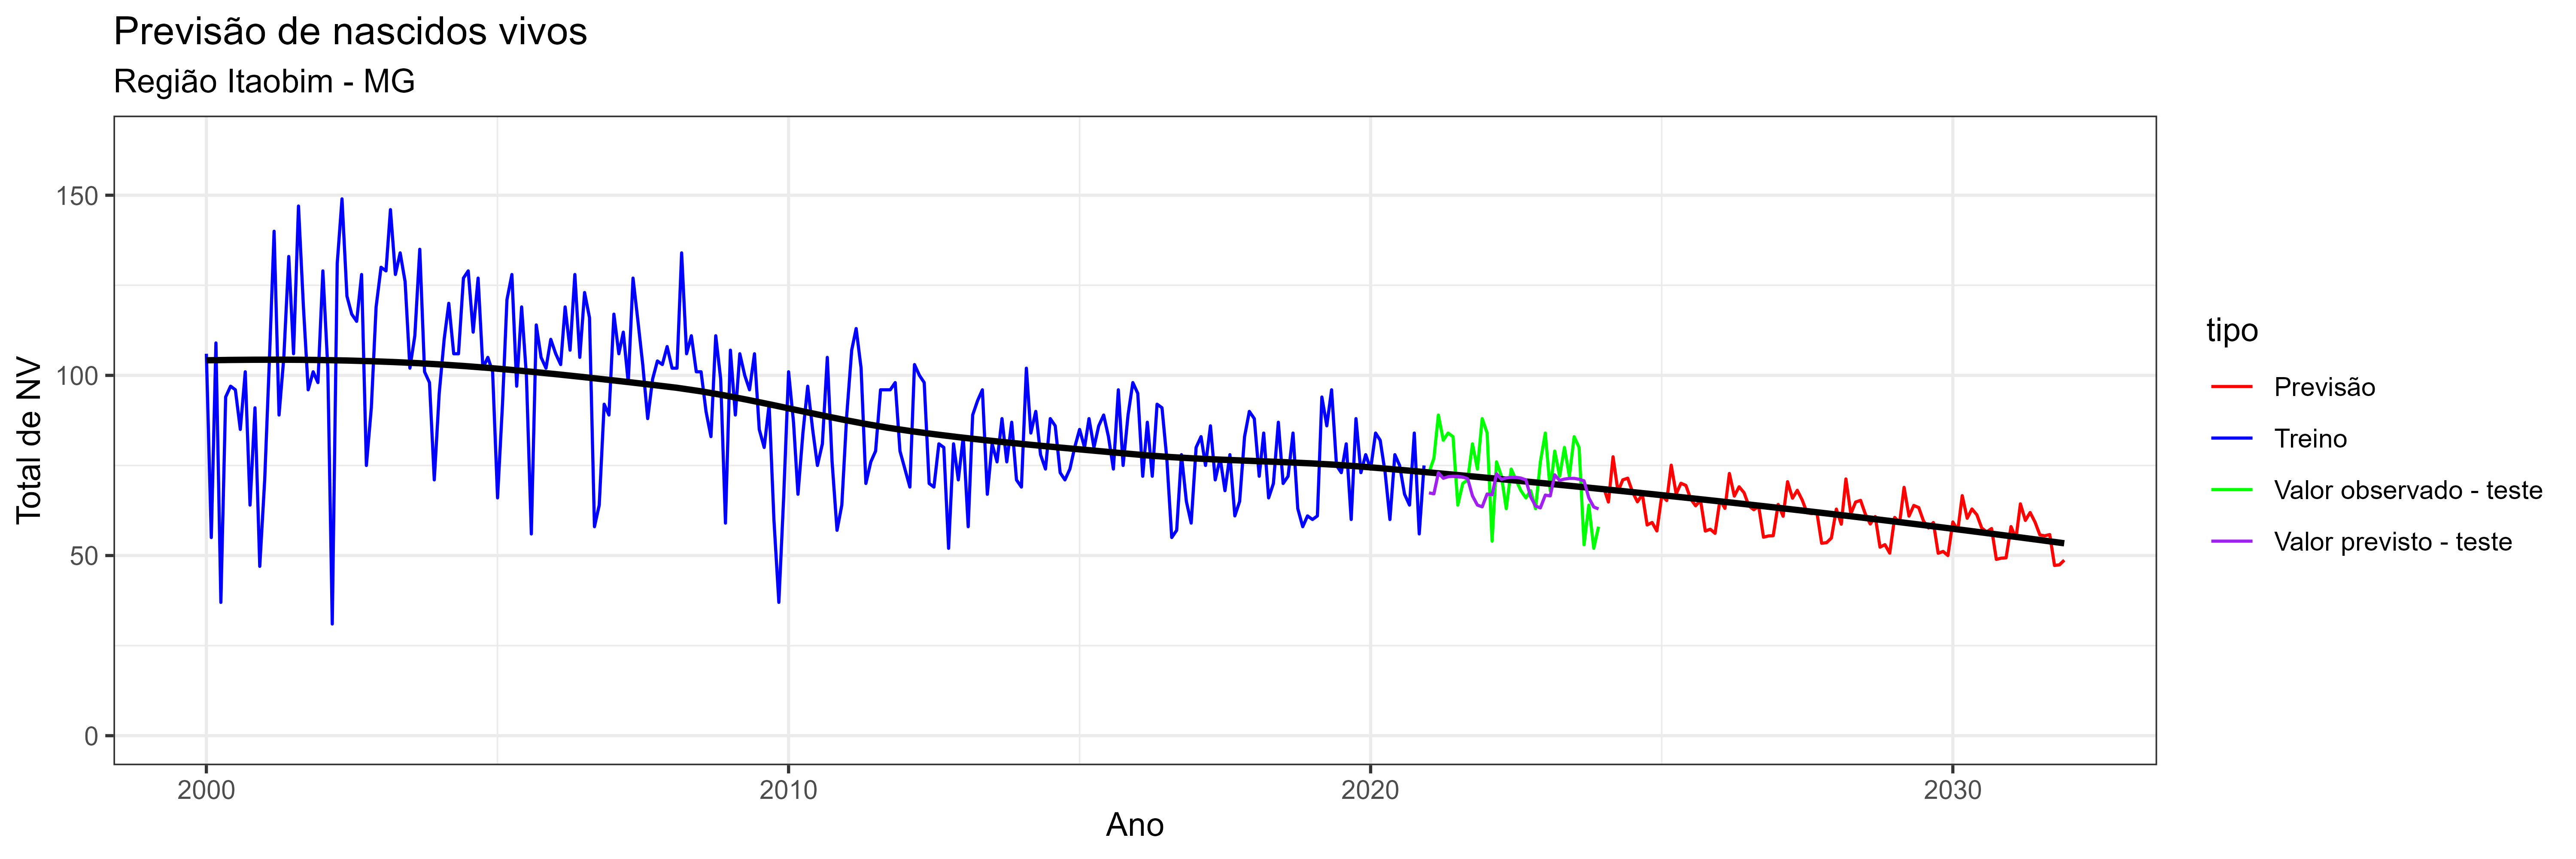 Previsão de nascidos vivos
Região Itaobim - MG
Total de NV
150
100
50
0
2000
2010
2020
2030
Ano
tipo
Previsão
Treino
Valor observado - teste
Valor previsto - teste